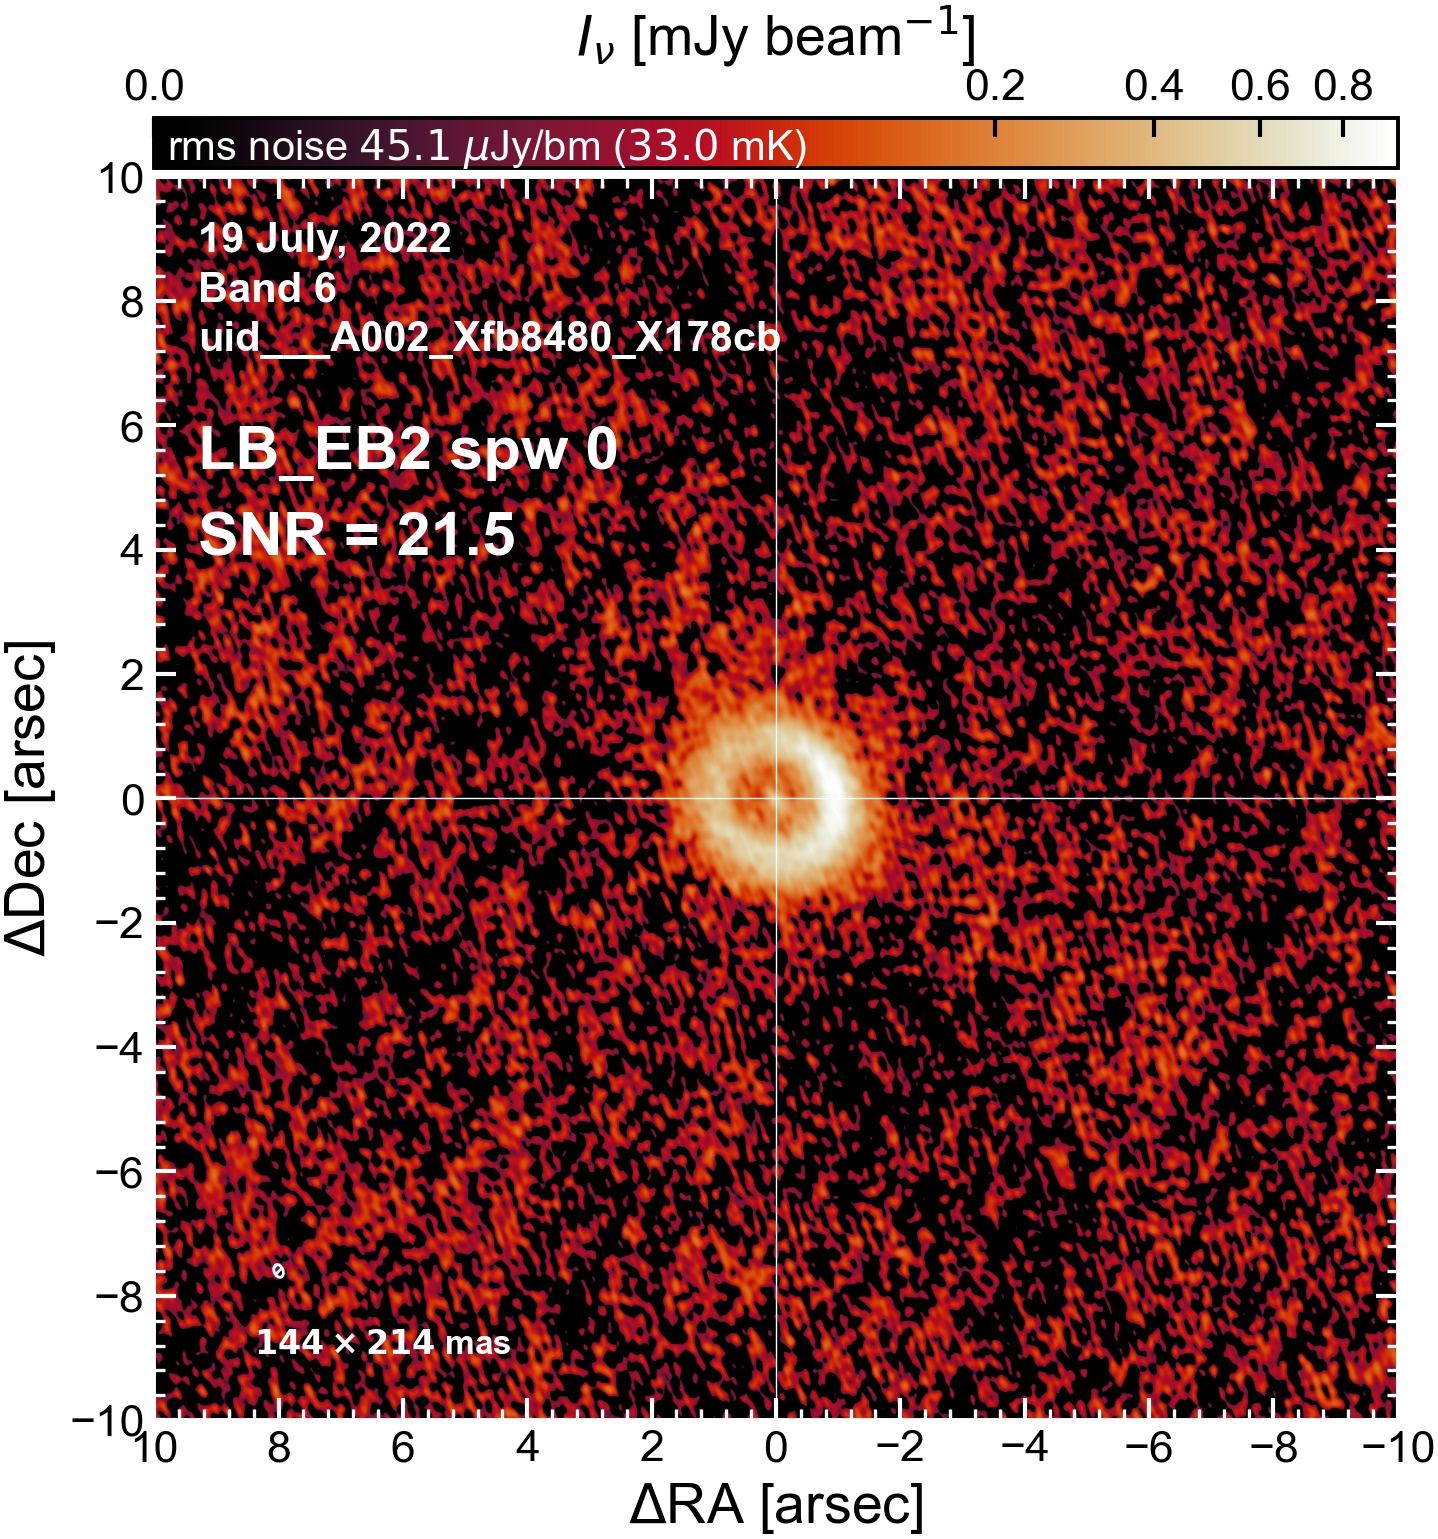 I_ν [mJy beam⁻¹]
0.0 0.2 0.4 0.6 0.8
rms noise 45.1 μJy/bm (33.0 mK)
19 July, 2022
Band 6
uid___A002_Xfb8480_X178cb
LB_EB2 spw 0
SNR = 21.5
10
8
6
4
2
0
−2
−4
−6
−8
−10
ΔDec [arsec]
144 × 214 mas
10 8 6 4 2 0 −2 −4 −6 −8 −10
ΔRA [arsec]